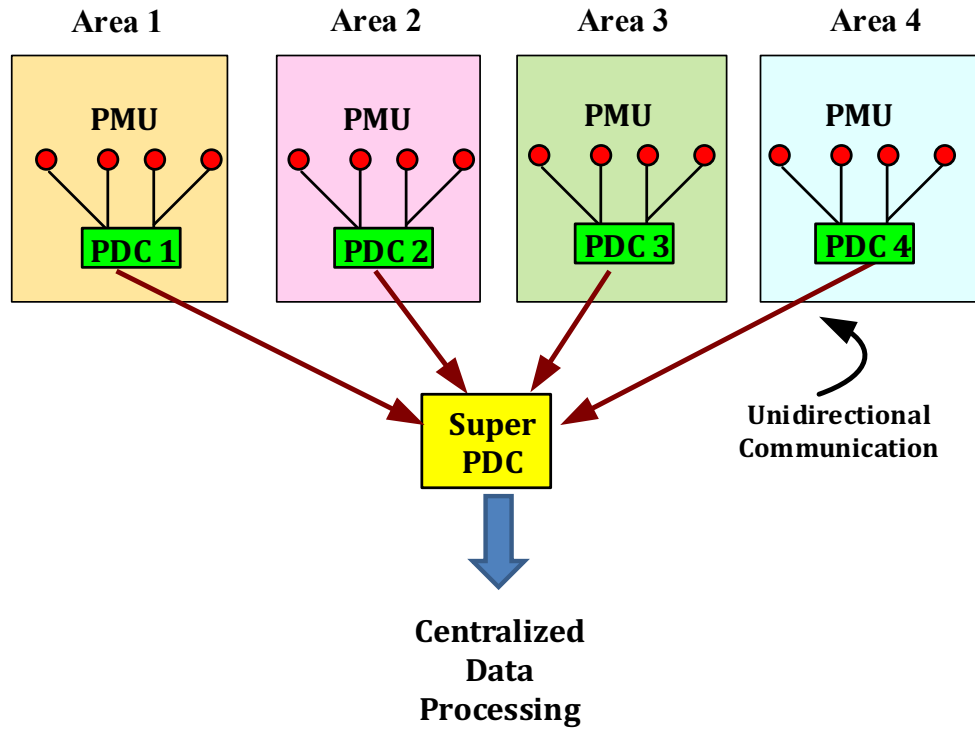 Area 1
Area 2
Area 3
Area 4
PMU
PMU
PMU
PMU
PDC 1
PDC 2
PDC 3
PDC 4
Super
PDC
Unidirectional
Communication
Centralized
Data
Processing